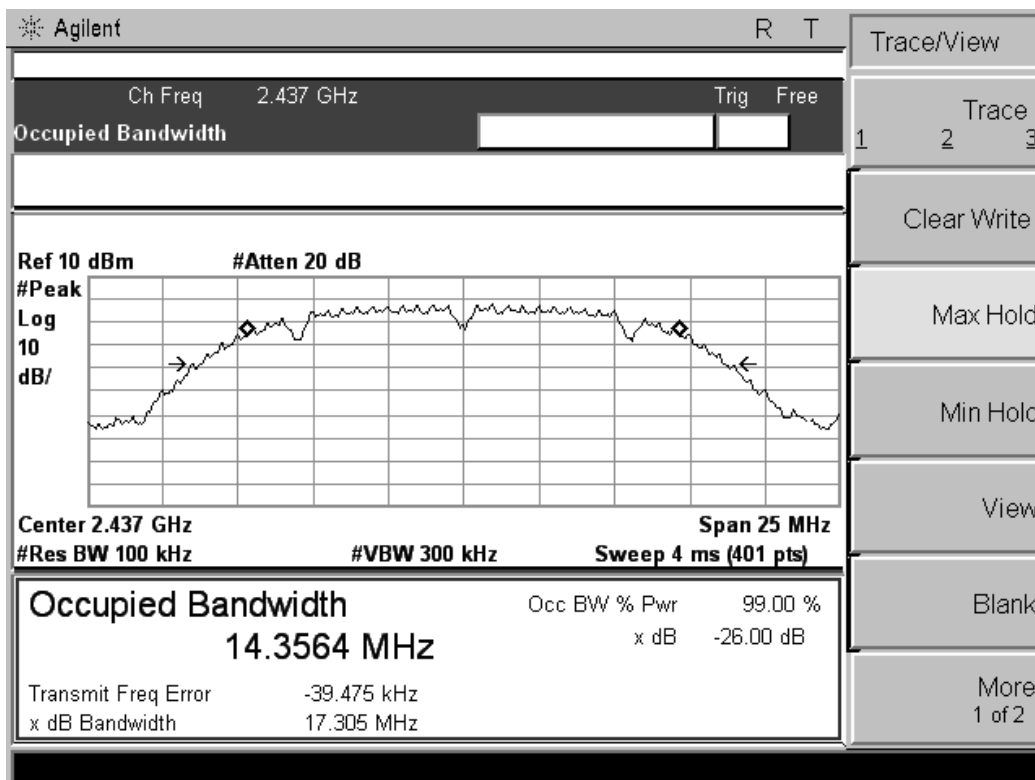 Agilent R T
Ch Freq 2.437 GHz Trig Free
Occupied Bandwidth
Ref 10 dBm #Atten 20 dB
#Peak
Log
10
dB/
Center 2.437 GHz Span 25 MHz
#Res BW 100 kHz #VBW 300 kHz Sweep 4 ms (401 pts)
Occupied Bandwidth
14.3564 MHz
Occ BW % Pwr 99.00 %
x dB -26.00 dB
Transmit Freq Error -39.475 kHz
x dB Bandwidth 17.305 MHz
Trace/View
Trace
1 2 3
Clear Write
Max Hold
Min Hold
View
Blank
More
1 of 2